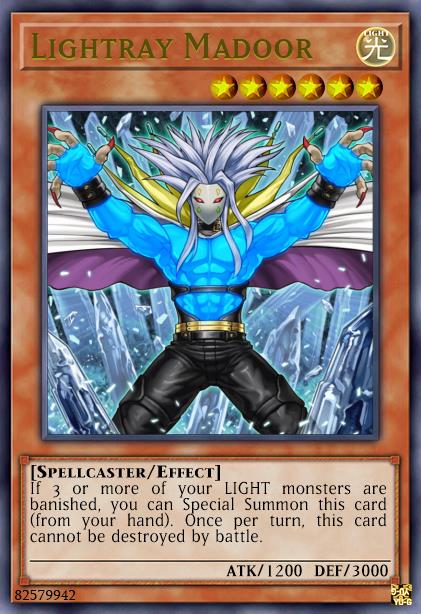 Lightray Madoor
LIGHT
光
[Spellcaster/Effect]
If 3 or more of your LIGHT monsters are
banished, you can Special Summon this card
(from your hand). Once per turn, this card
cannot be destroyed by battle.
ATK/1200 DEF/3000
82579942